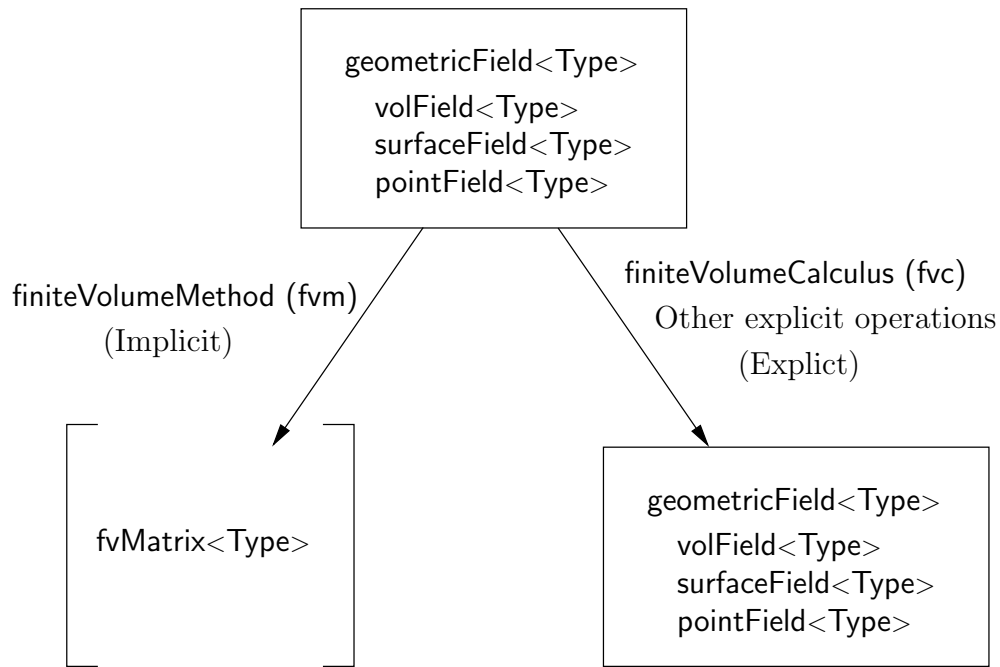 geometricField<Type>
volField<Type>
surfaceField<Type>
pointField<Type>
finiteVolumeMethod (fvm)
(Implicit)
finiteVolumeCalculus (fvc)
Other explicit operations
(Explict)
fvMatrix<Type>
geometricField<Type>
volField<Type>
surfaceField<Type>
pointField<Type>